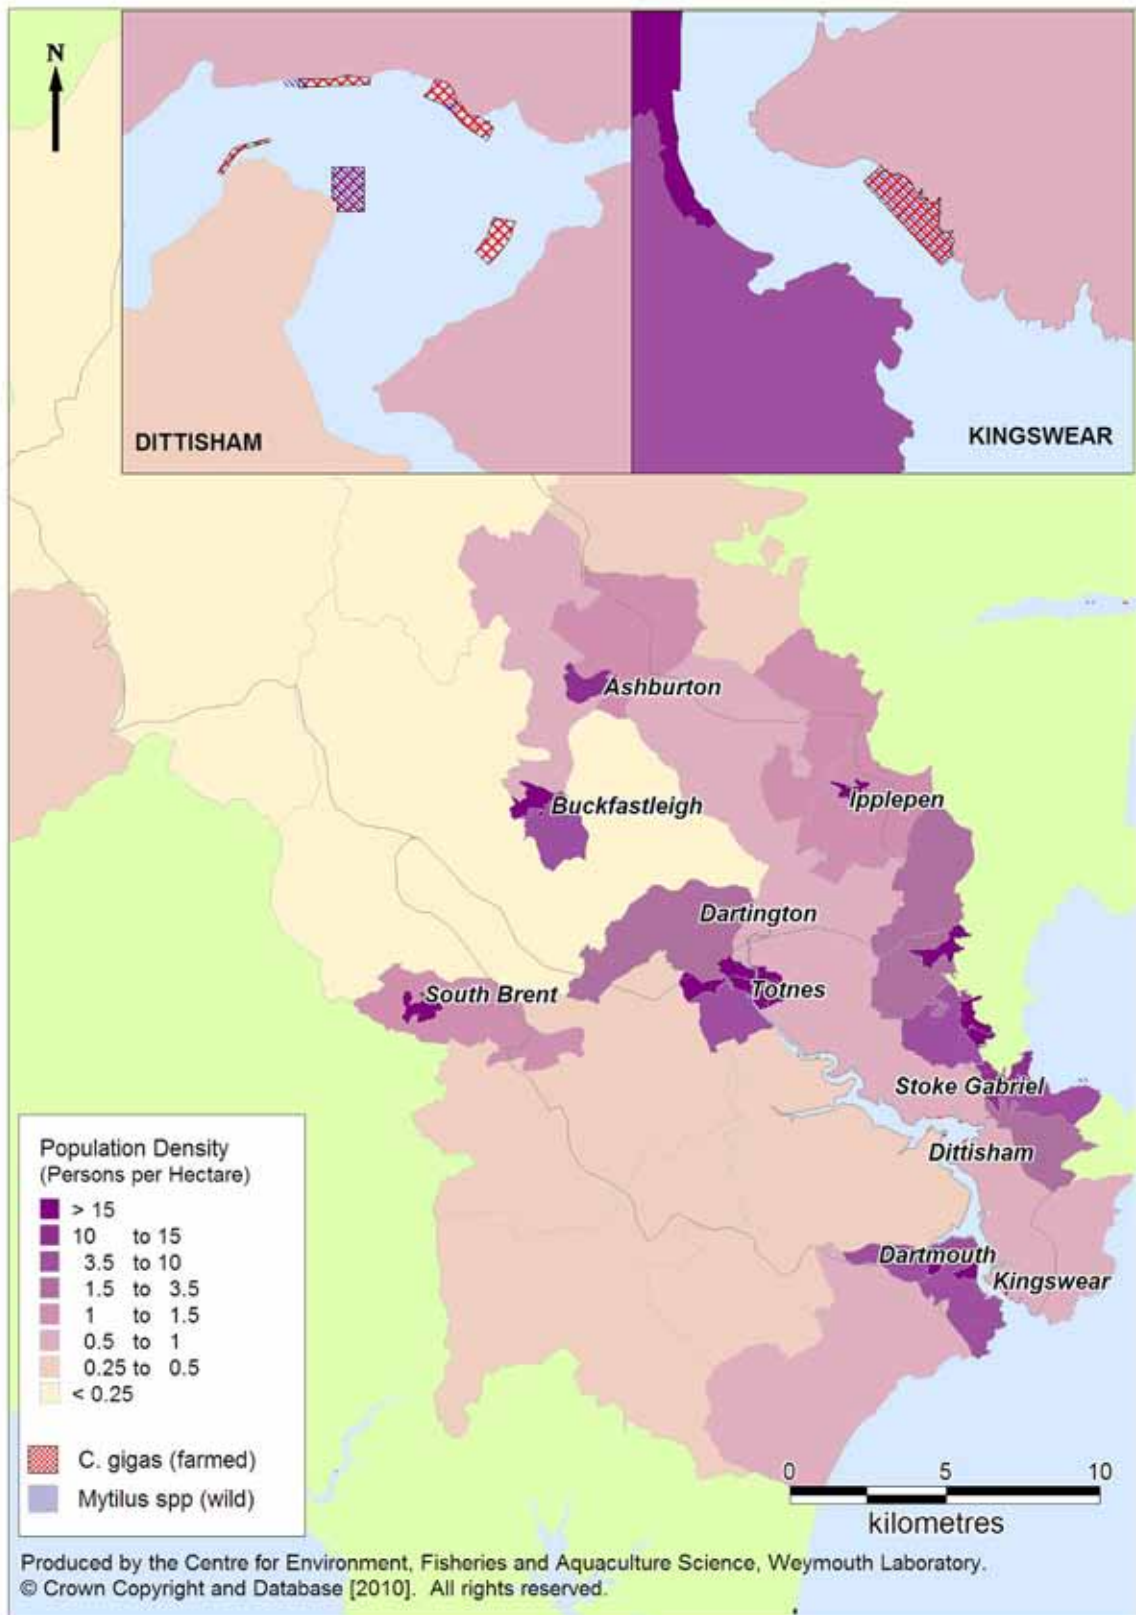 N
DITTISHAM
KINGSWEAR
Ashburton
Buckfastleigh
Ipplepen
Dartington
South Brent
Totnes
Stoke Gabriel
Dittisham
Dartmouth
Kingswear
Population Density
(Persons per Hectare)
> 15
10 to 15
3.5 to 10
1.5 to 3.5
1 to 1.5
0.5 to 1
0.25 to 0.5
< 0.25
C. gigas (farmed)
Mytilus spp (wild)
0 5 10
kilometres
Produced by the Centre for Environment, Fisheries and Aquaculture Science, Weymouth Laboratory.
© Crown Copyright and Database [2010]. All rights reserved.